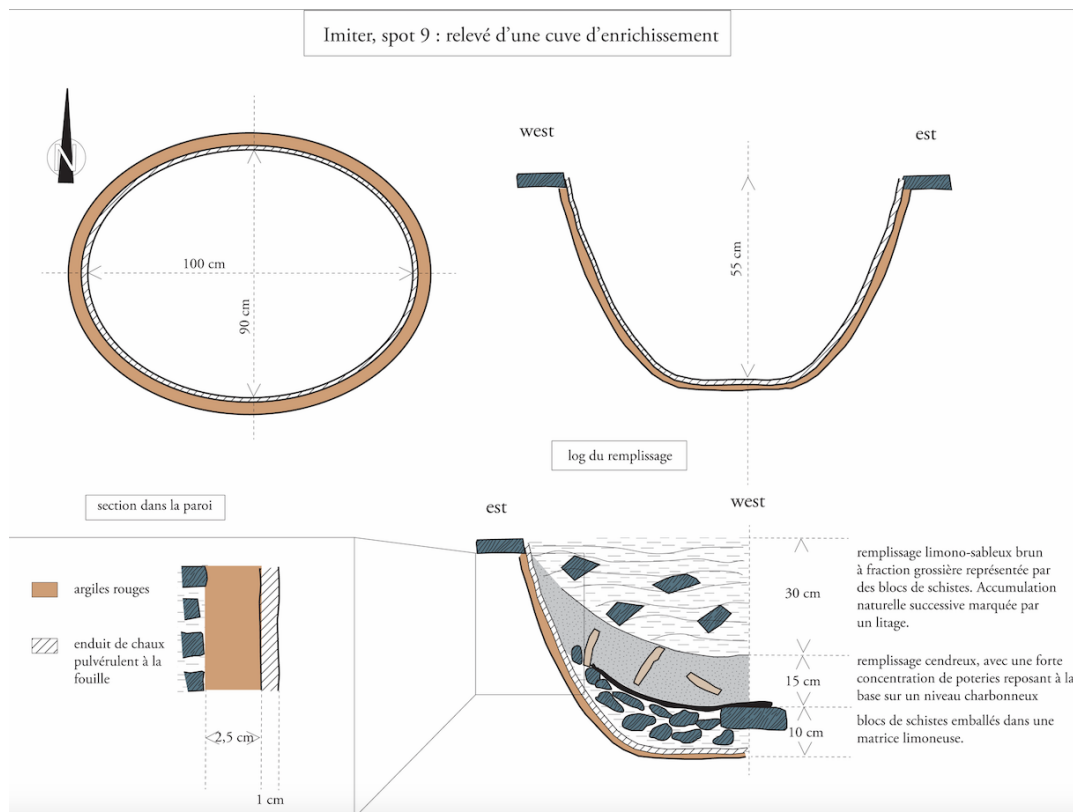 Imiter, spot 9 : relevé d'une cuve d'enrichissement
N
100 cm
90 cm
west
est
55 cm
log du remplissage
section dans la paroi
argiles rouges
enduit de chaux
pulvérulent à la
fouille
2,5 cm
1 cm
est
west
30 cm
15 cm
10 cm
remplissage limono-sableux brun
à fraction grossière représentée par
des blocs de schistes. Accumulation
naturelle successive marquée par
un litage.
remplissage cendreux, avec une forte
concentration de poteries reposant à la
base sur un niveau charbonneux
blocs de schistes emballés dans une
matrice limoneuse.